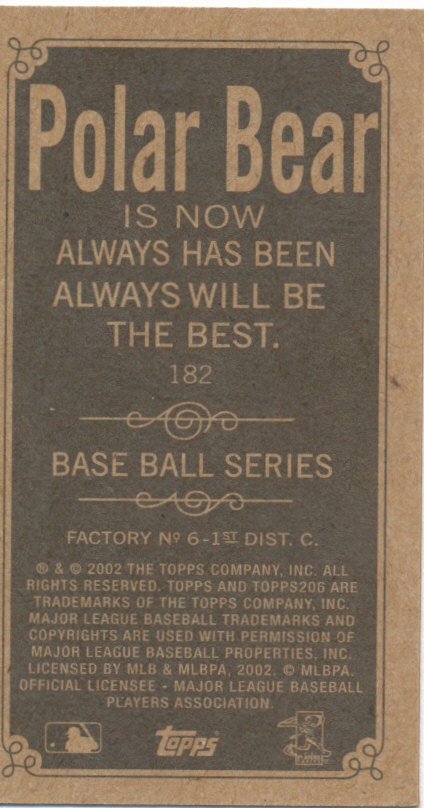 Polar Bear
IS NOW
ALWAYS HAS BEEN
ALWAYS WILL BE
THE BEST.
182
BASE BALL SERIES
FACTORY Nº 6-1ST DIST. C.
® & © 2002 THE TOPPS COMPANY, INC. ALL
RIGHTS RESERVED. TOPPS AND TOPPS206 ARE
TRADEMARKS OF THE TOPPS COMPANY, INC.
MAJOR LEAGUE BASEBALL TRADEMARKS AND
COPYRIGHTS ARE USED WITH PERMISSION OF
MAJOR LEAGUE BASEBALL PROPERTIES, INC.
LICENSED BY MLB & MLBPA, 2002. © MLBPA.
OFFICIAL LICENSEE - MAJOR LEAGUE BASEBALL
PLAYERS ASSOCIATION.
topps